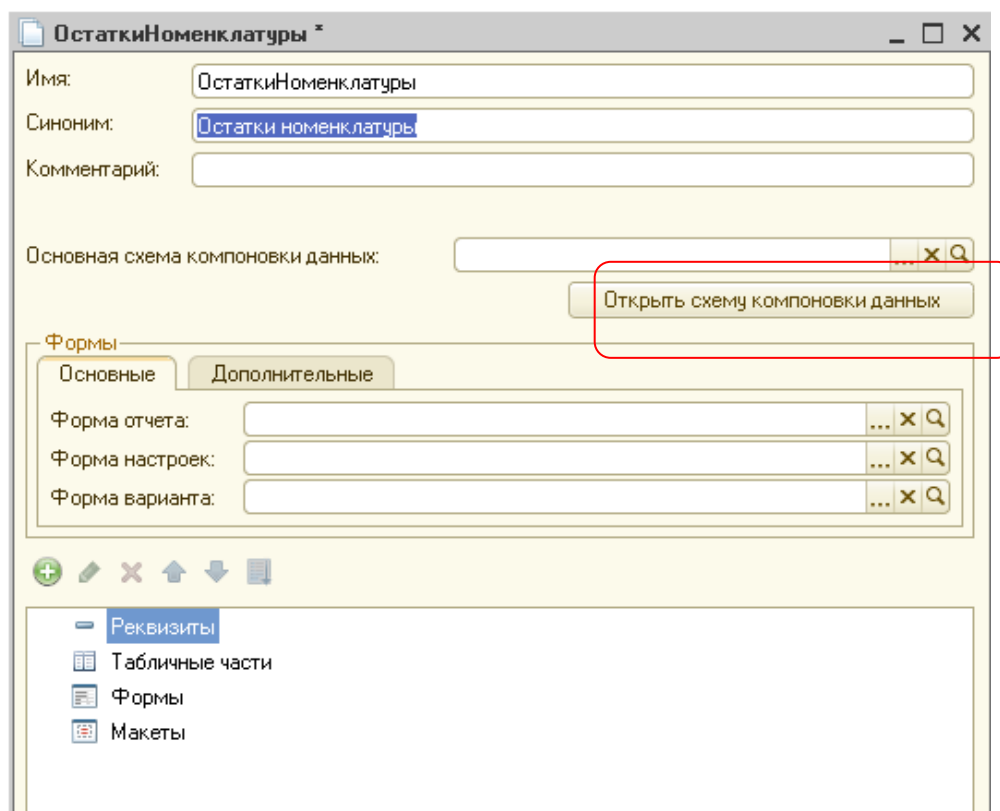 ОстаткиНоменклатуры *
Имя: ОстаткиНоменклатуры
Синоним: Остатки номенклатуры
Комментарий:
Основная схема компоновки данных:
Открыть схему компоновки данных
Формы
Основные Дополнительные
Форма отчета:
Форма настроек:
Форма варианта:
Реквизиты
Табличные части
Формы
Макеты